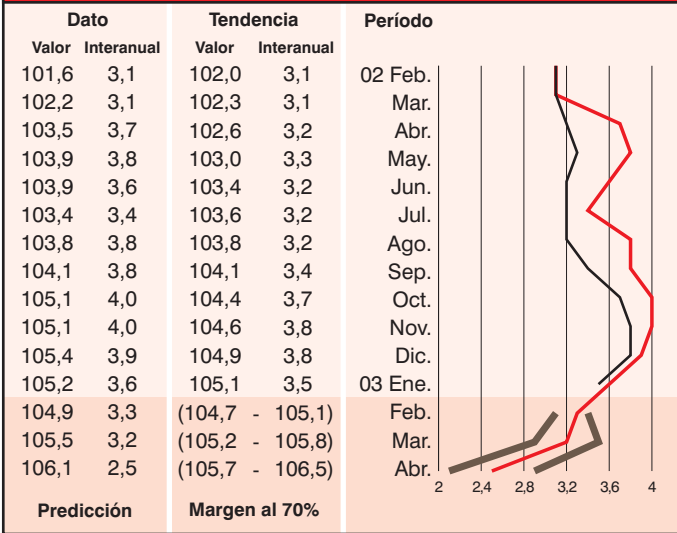 Dato Tendencia Período
Valor Interanual Valor Interanual
101,6 3,1 102,0 3,1 02 Feb.
102,2 3,1 102,3 3,1 Mar.
103,5 3,7 102,6 3,2 Abr.
103,9 3,8 103,0 3,3 May.
103,9 3,6 103,4 3,2 Jun.
103,4 3,4 103,6 3,2 Jul.
103,8 3,8 103,8 3,2 Ago.
104,1 3,8 104,1 3,4 Sep.
105,1 4,0 104,4 3,7 Oct.
105,1 4,0 104,6 3,8 Nov.
105,4 3,9 104,9 3,8 Dic.
105,2 3,6 105,1 3,5 03 Ene.
104,9 3,3 (104,7 - 105,1) Feb.
105,5 3,2 (105,2 - 105,8) Mar.
106,1 2,5 (105,7 - 106,5) Abr.
2 2,4 2,8 3,2 3,6 4
Predicción Margen al 70%